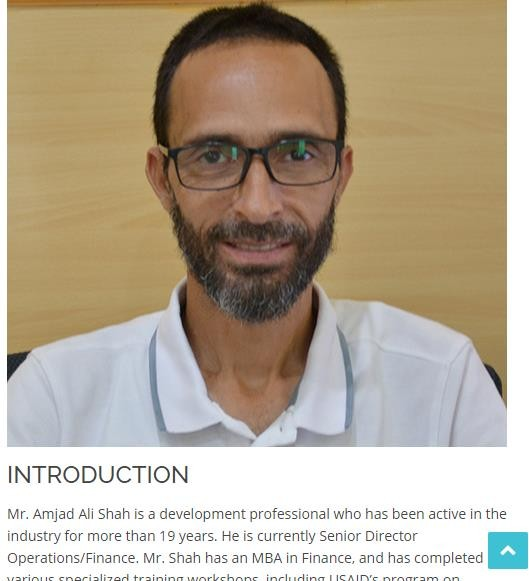 INTRODUCTION
Mr. Amjad Ali Shah is a development professional who has been active in the
industry for more than 19 years. He is currently Senior Director
Operations/Finance. Mr. Shah has an MBA in Finance, and has completed
various specialized training workshops, including USAID's program on